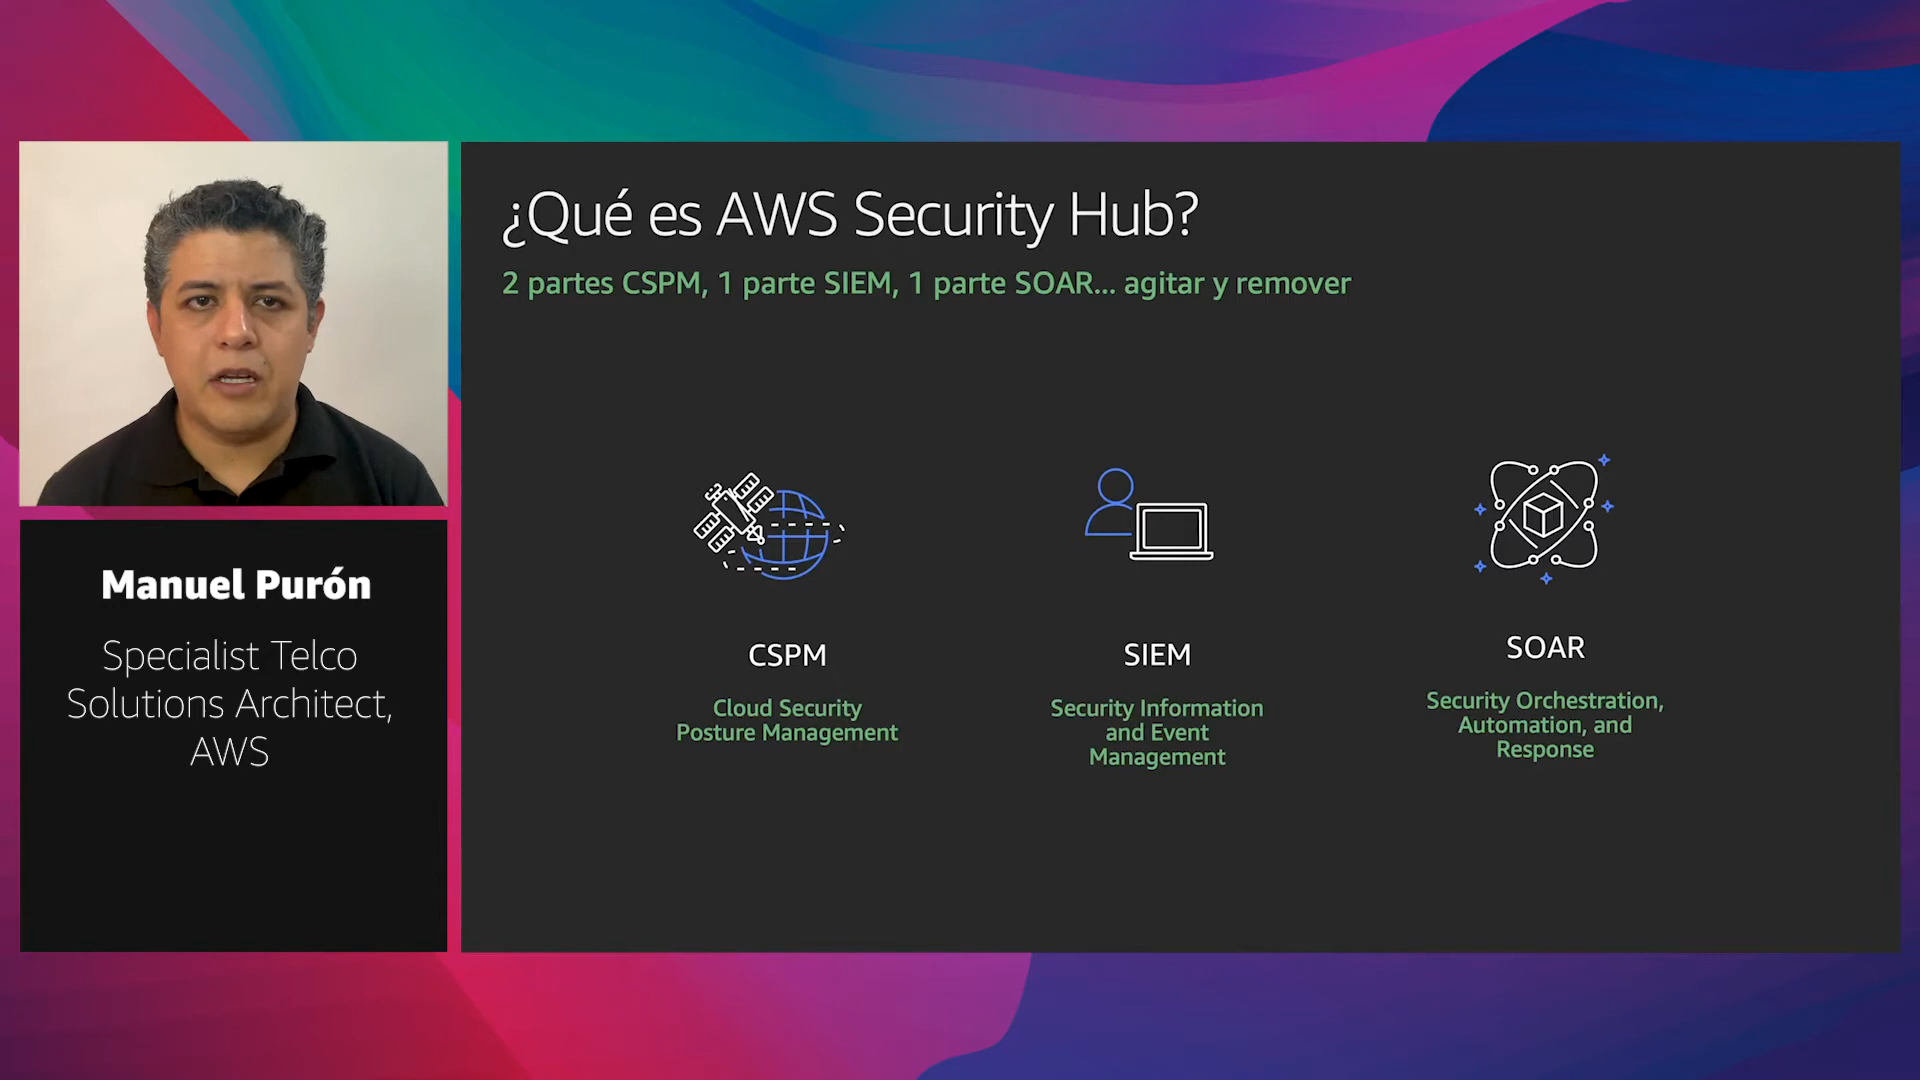 ¿Qué es AWS Security Hub?
2 partes CSPM, 1 parte SIEM, 1 parte SOAR... agitar y remover
Manuel Purón
Specialist Telco
Solutions Architect,
AWS
CSPM
Cloud Security
Posture Management
SIEM
Security Information
and Event
Management
SOAR
Security Orchestration,
Automation, and
Response